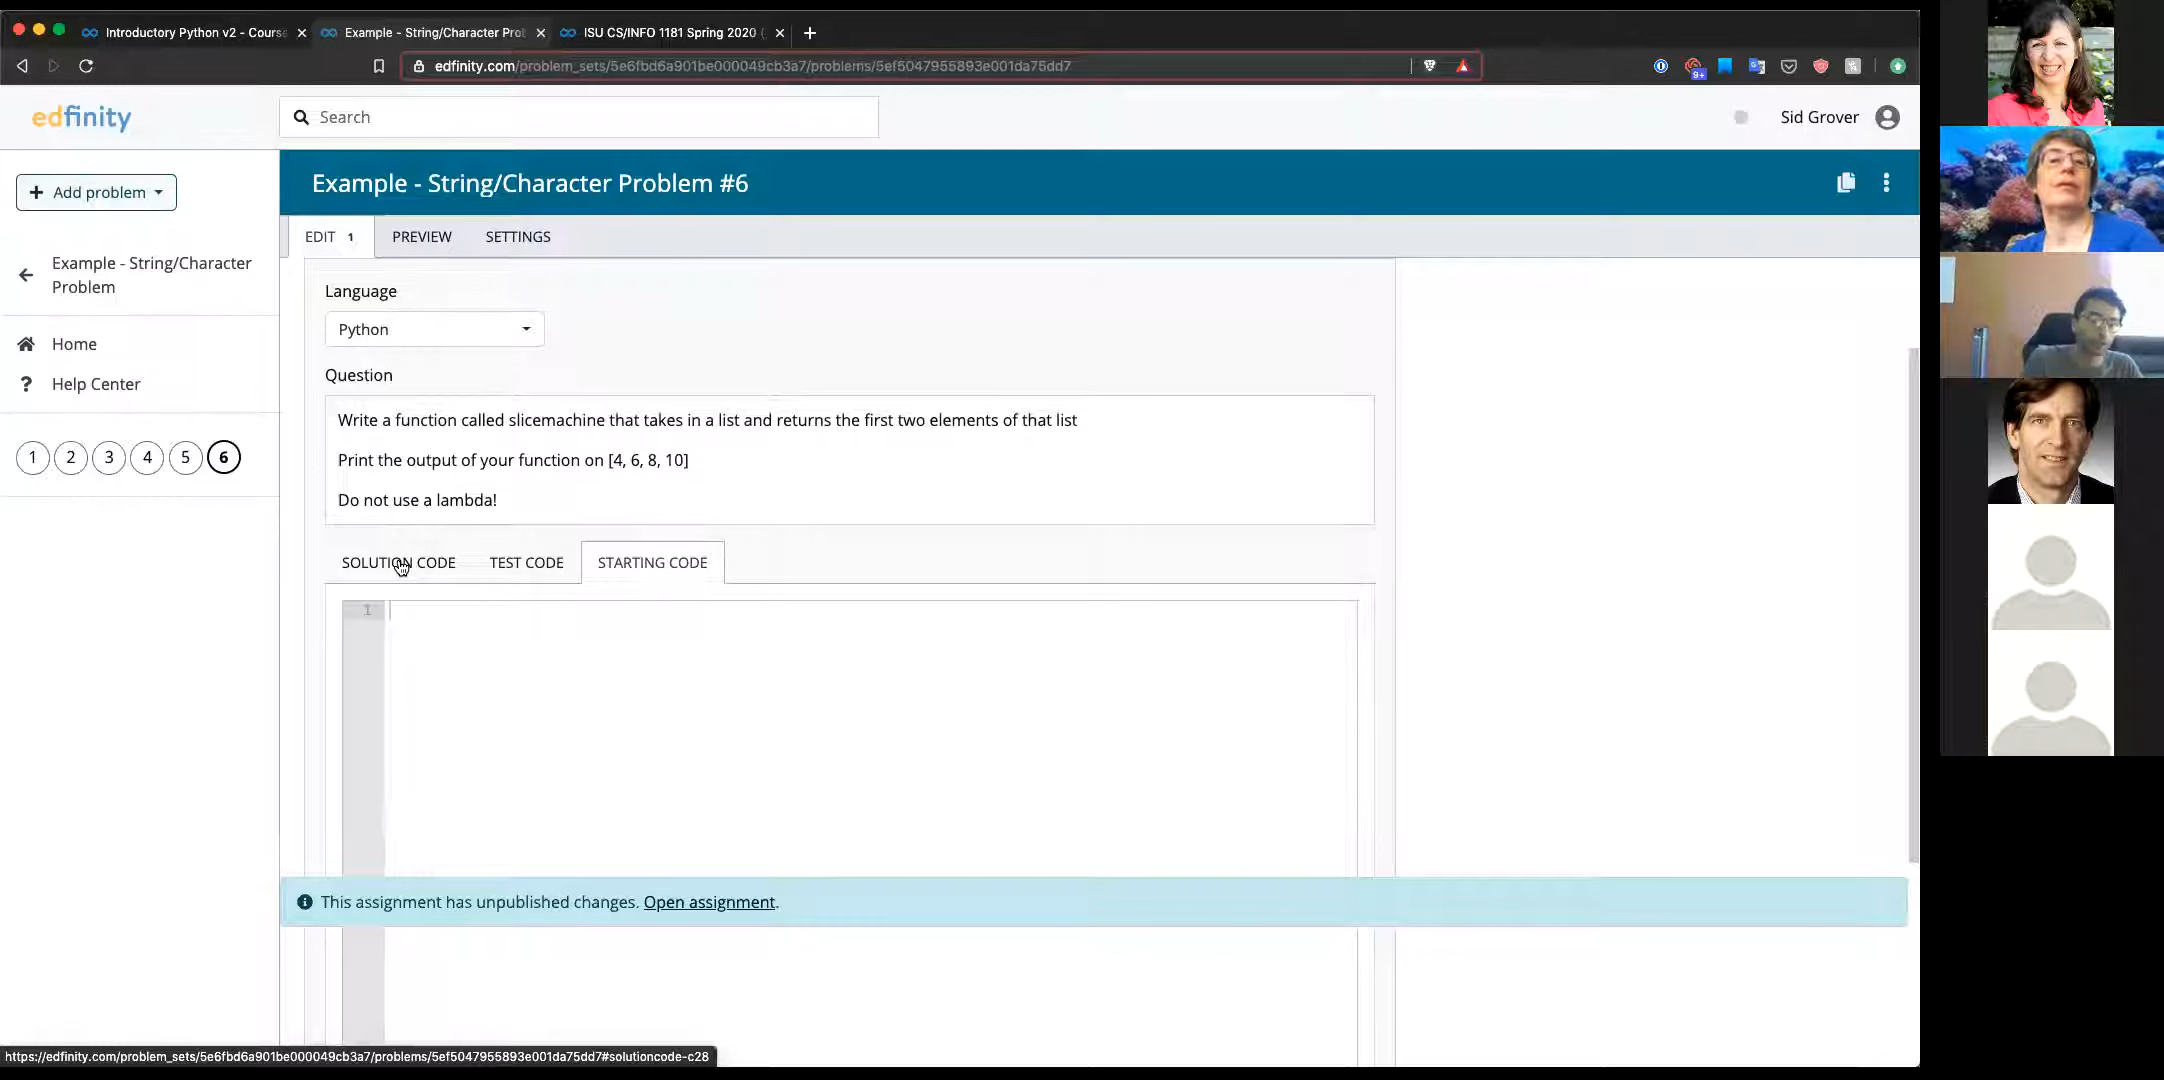 Introductory Python v2 - Course
Example - String/Character Prob
ISU CS/INFO 1181 Spring 2020 (
edfinity.com/problem_sets/5e6fbd6a901be000049cb3a7/problems/5ef5047955893e001da75dd7
9+
edfinity
Search
Sid Grover
Add problem
Example - String/Character Problem #6
EDIT 1
PREVIEW
SETTINGS
Example - String/Character
Problem
Home
Help Center
1 2 3 4 5 6
Language
Python
Question
Write a function called slicemachine that takes in a list and returns the first two elements of that list
Print the output of your function on [4, 6, 8, 10]
Do not use a lambda!
SOLUTION CODE
TEST CODE
STARTING CODE
1
This assignment has unpublished changes. Open assignment.
https://edfinity.com/problem_sets/5e6fbd6a901be000049cb3a7/problems/5ef5047955893e001da75dd7#solutioncode-c28